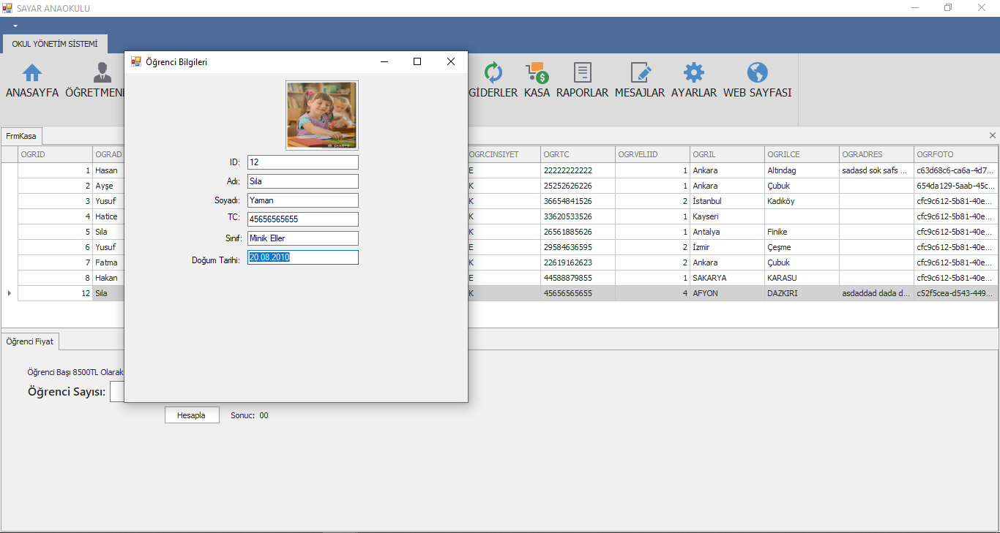 SAYAR ANAOKULU
OKUL YÖNETİM SİSTEMİ
ANASAYFA ÖĞRETMENL GİDERLER KASA RAPORLAR MESAJLAR AYARLAR WEB SAYFASI
FrmKasa
Öğrenci Bilgileri
ID: 12
Adı: Sıla
Soyadı: Yaman
TC: 45656565655
Sınıf: Minik Eller
Doğum Tarihi: 20.08.2010
OGRID OGRAD OGRCINSIYET OGRTC OGRVELIID OGRIL OGRILCE OGRADRES OGRFOTO
1 Hasan E 22222222222 1 Ankara Altındag sadasd sok safs ... c63d68c6-ca6a-4d7...
2 Ayşe K 25252626226 1 Ankara Çubuk 654da129-5aab-45c...
3 Yusuf K 36654841526 2 İstanbul Kadıköy cfc9c612-5b81-40e...
4 Hatice K 33620533526 1 Kayseri cfc9c612-5b81-40e...
5 Sıla K 26561885626 1 Antalya Finike cfc9c612-5b81-40e...
6 Yusuf E 29584636595 2 İzmir Çeşme cfc9c612-5b81-40e...
7 Fatma K 22619162623 2 Ankara Çubuk cfc9c612-5b81-40e...
8 Hakan E 44588879855 1 SAKARYA KARASU cfc9c612-5b81-40e...
12 Sıla K 45656565655 4 AFYON DAZKIRI asdaddad dada d... c52f5cea-d543-449...
Öğrenci Fiyat
Öğrenci Başı 8500TL Olarak
Öğrenci Sayısı:
Hesapla Sonuc: 00